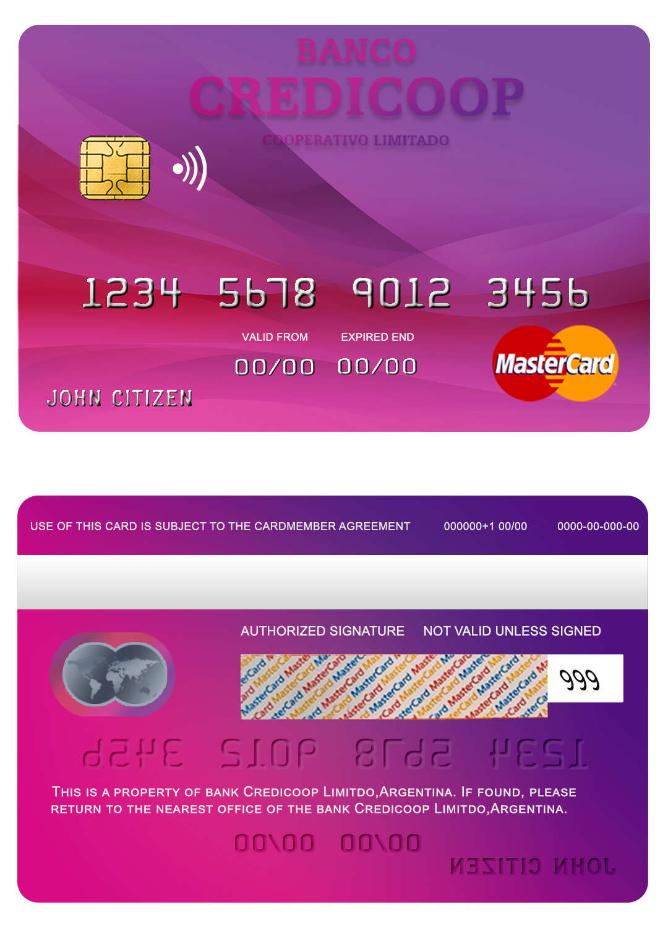 BANCO
CREDICOOP
COOPERATIVO LIMITADO
1234 5678 9012 3456
VALID FROM EXPIRED END
00/00 00/00
MasterCard
JOHN CITIZEN
USE OF THIS CARD IS SUBJECT TO THE CARDMEMBER AGREEMENT 000000+1 00/00 0000-00-000-00
AUTHORIZED SIGNATURE NOT VALID UNLESS SIGNED
MasterCard MasterCard MasterCard MasterCard
999
1234 5678 9012 3456
THIS IS A PROPERTY OF BANK CREDICOOP LIMITDO,ARGENTINA. IF FOUND, PLEASE
RETURN TO THE NEAREST OFFICE OF THE BANK CREDICOOP LIMITDO,ARGENTINA.
00/00 00/00
JOHN CITIZEN